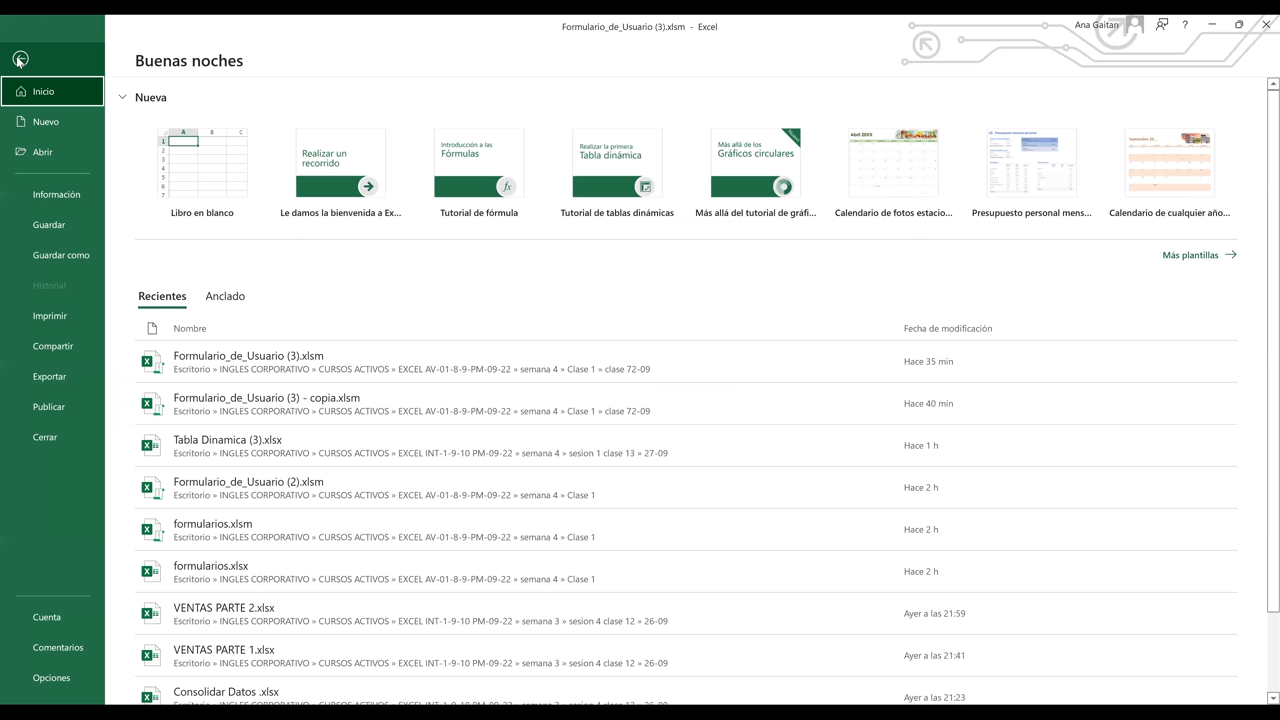 Formulario_de_Usuario (3).xlsm - Excel
Ana Gaitan
?
Buenas noches
Inicio
Nuevo
Abrir
Información
Guardar
Guardar como
Historial
Imprimir
Compartir
Exportar
Publicar
Cerrar
Cuenta
Comentarios
Opciones
Nueva
A B C
1
2
3
4
5
6
7
Realizar un
recorrido
Introducción a las
Fórmulas
fx
Realizar la primera
Tabla dinámica
Más allá de los
Gráficos circulares
Abril 20XX
Libro en blanco
Le damos la bienvenida a Ex...
Tutorial de fórmula
Tutorial de tablas dinámicas
Más allá del tutorial de gráfi...
Calendario de fotos estacio...
Presupuesto personal mens...
Calendario de cualquier año...
Más plantillas
Recientes Anclado
Nombre Fecha de modificación
Formulario_de_Usuario (3).xlsm
Escritorio » INGLES CORPORATIVO » CURSOS ACTIVOS » EXCEL AV-01-8-9-PM-09-22 » semana 4 » Clase 1 » clase 72-09
Hace 35 min
Formulario_de_Usuario (3) - copia.xlsm
Escritorio » INGLES CORPORATIVO » CURSOS ACTIVOS » EXCEL AV-01-8-9-PM-09-22 » semana 4 » Clase 1 » clase 72-09
Hace 40 min
Tabla Dinamica (3).xlsx
Escritorio » INGLES CORPORATIVO » CURSOS ACTIVOS » EXCEL INT-1-9-10 PM-09-22 » semana 4 » sesion 1 clase 13 » 27-09
Hace 1 h
Formulario_de_Usuario (2).xlsm
Escritorio » INGLES CORPORATIVO » CURSOS ACTIVOS » EXCEL AV-01-8-9-PM-09-22 » semana 4 » Clase 1
Hace 2 h
formularios.xlsm
Escritorio » INGLES CORPORATIVO » CURSOS ACTIVOS » EXCEL AV-01-8-9-PM-09-22 » semana 4 » Clase 1
Hace 2 h
formularios.xlsx
Escritorio » INGLES CORPORATIVO » CURSOS ACTIVOS » EXCEL AV-01-8-9-PM-09-22 » semana 4 » Clase 1
Hace 2 h
VENTAS PARTE 2.xlsx
Escritorio » INGLES CORPORATIVO » CURSOS ACTIVOS » EXCEL INT-1-9-10 PM-09-22 » semana 3 » sesion 4 clase 12 » 26-09
Ayer a las 21:59
VENTAS PARTE 1.xlsx
Escritorio » INGLES CORPORATIVO » CURSOS ACTIVOS » EXCEL INT-1-9-10 PM-09-22 » semana 3 » sesion 4 clase 12 » 26-09
Ayer a las 21:41
Consolidar Datos .xlsx
Ayer a las 21:23